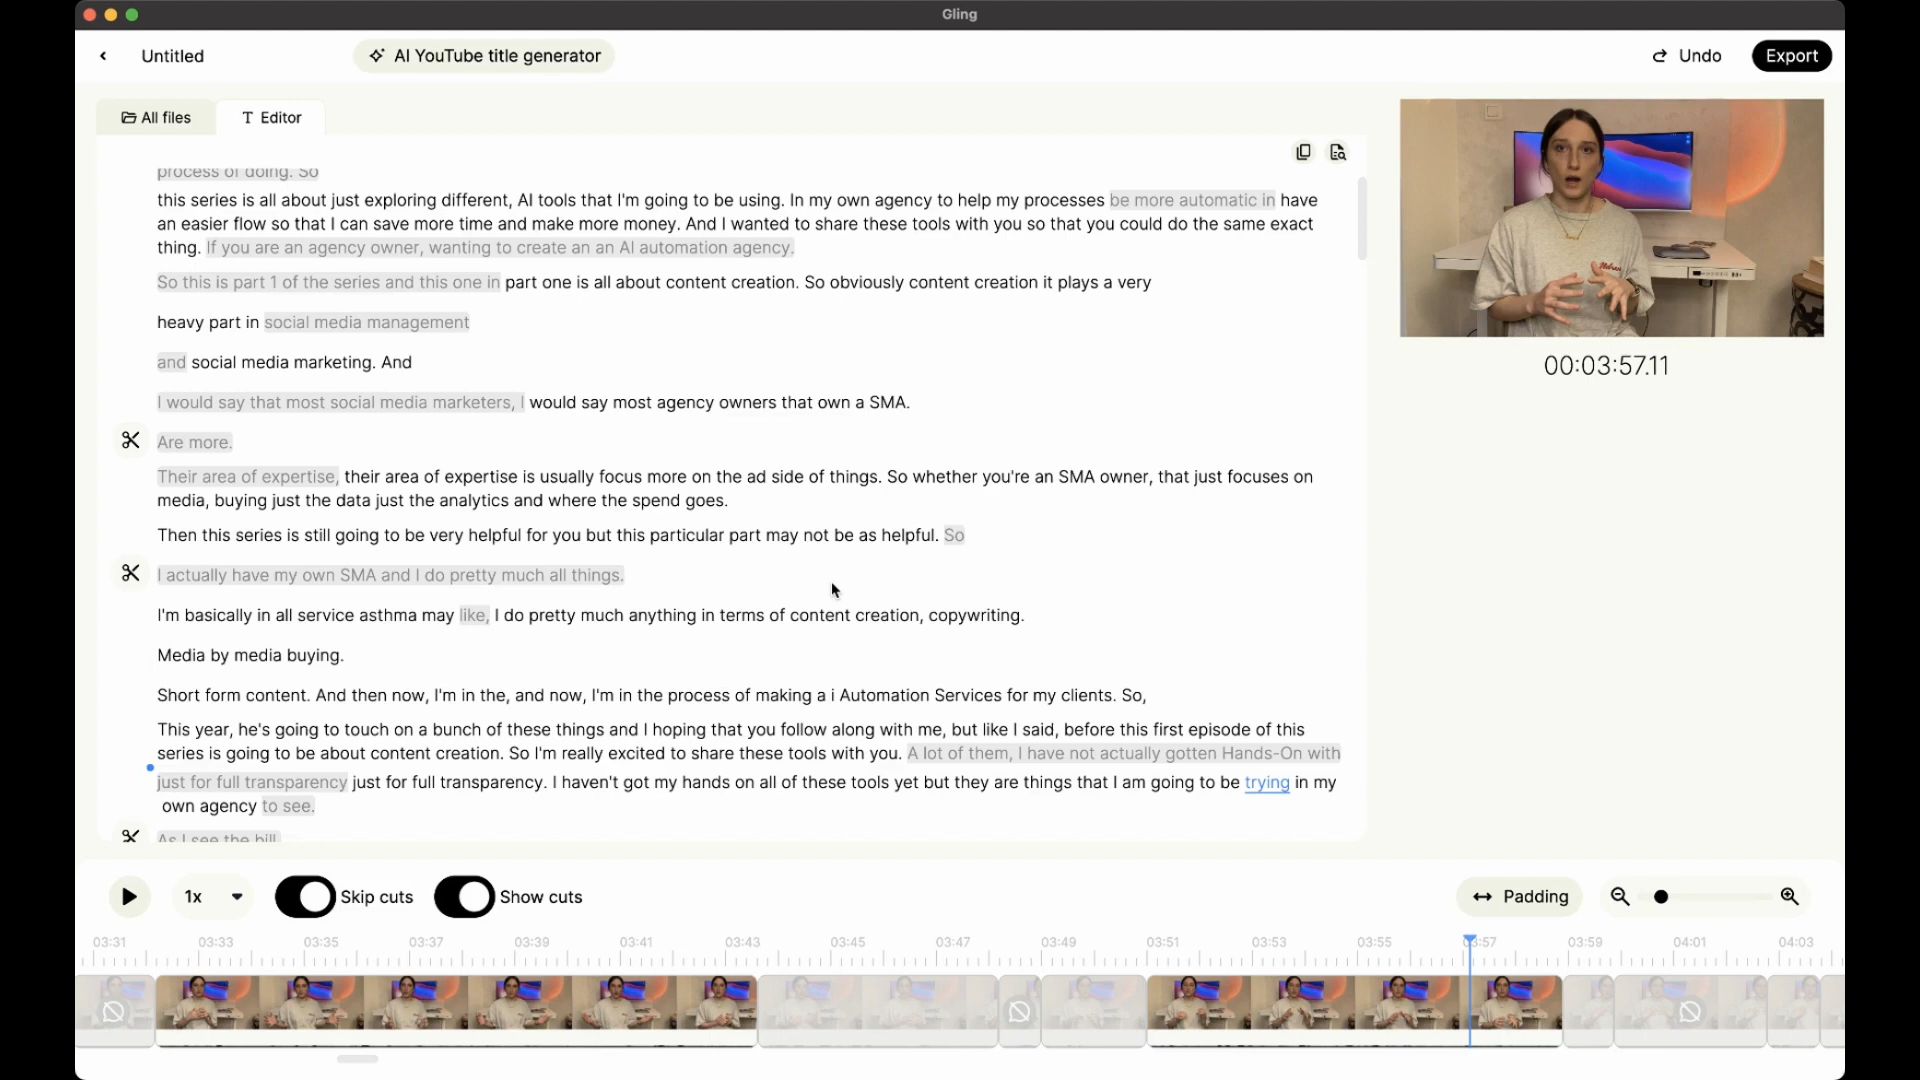 Gling
Untitled
AI YouTube title generator
Undo
Export
All files
T Editor
process of doing. So
this series is all about just exploring different, AI tools that I'm going to be using. In my own agency to help my processes be more automatic in have
an easier flow so that I can save more time and make more money. And I wanted to share these tools with you so that you could do the same exact
thing. If you are an agency owner, wanting to create an an AI automation agency.
So this is part 1 of the series and this one in part one is all about content creation. So obviously content creation it plays a very
heavy part in social media management
and social media marketing. And
I would say that most social media marketers, I would say most agency owners that own a SMA.
Are more.
Their area of expertise, their area of expertise is usually focus more on the ad side of things. So whether you're an SMA owner, that just focuses on
media, buying just the data just the analytics and where the spend goes.
Then this series is still going to be very helpful for you but this particular part may not be as helpful. So
I actually have my own SMA and I do pretty much all things.
I'm basically in all service asthma may like, I do pretty much anything in terms of content creation, copywriting.
Media by media buying.
Short form content. And then now, I'm in the, and now, I'm in the process of making a i Automation Services for my clients. So,
This year, he's going to touch on a bunch of these things and I hoping that you follow along with me, but like I said, before this first episode of this
series is going to be about content creation. So I'm really excited to share these tools with you. A lot of them, I have not actually gotten Hands-On with
just for full transparency just for full transparency. I haven't got my hands on all of these tools yet but they are things that I am going to be trying in my
own agency to see.
As I see the bill
00:03:57.11
1x
Skip cuts
Show cuts
Padding
03:31 03:33 03:35 03:37 03:39 03:41 03:43 03:45 03:47 03:49 03:51 03:53 03:55 03:57 03:59 04:01 04:03